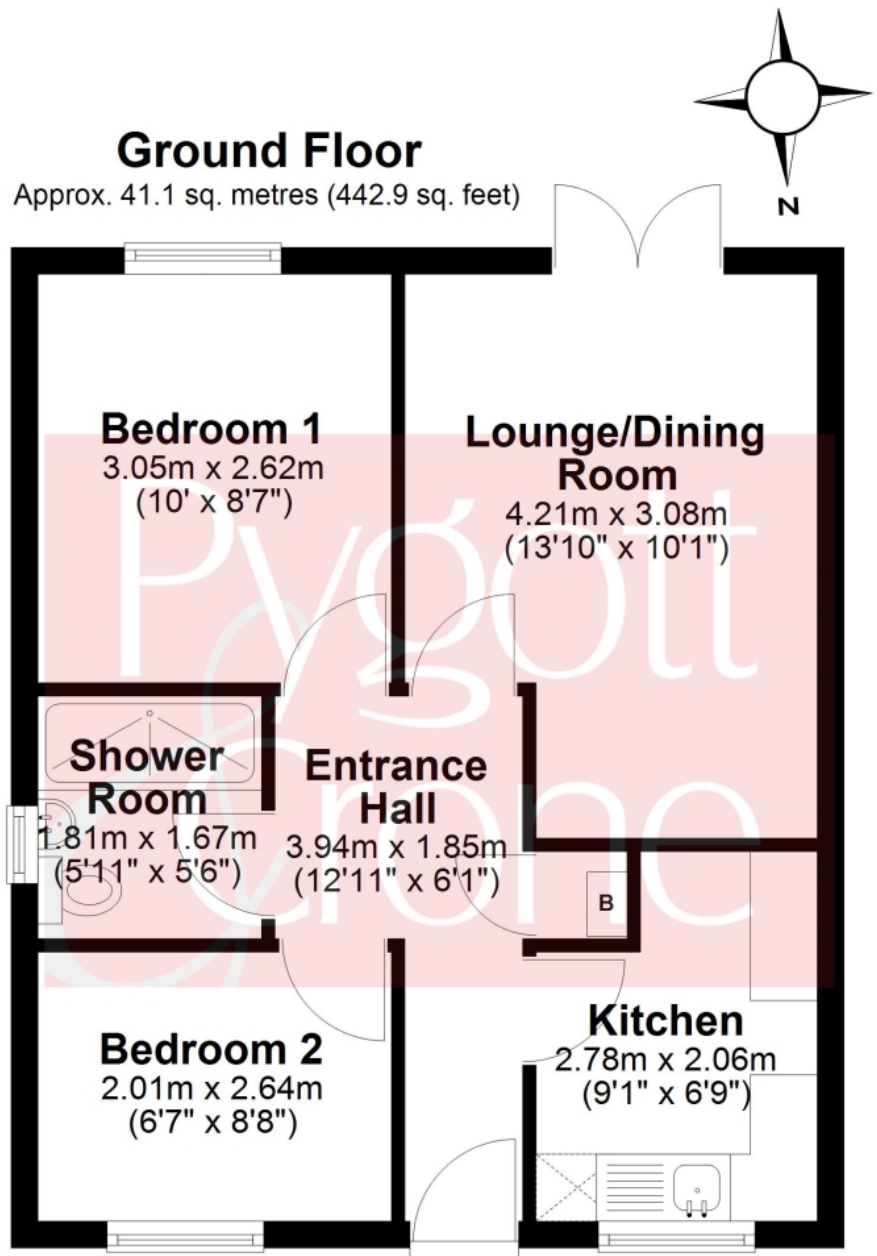 N
Ground Floor
Approx. 41.1 sq. metres (442.9 sq. feet)
Bedroom 1
3.05m x 2.62m
(10' x 8'7")
Lounge/Dining
Room
4.21m x 3.08m
(13'10" x 10'1")
Pygott
& Crone
Shower
Room
1.81m x 1.67m
(5'11" x 5'6")
Entrance
Hall
3.94m x 1.85m
(12'11" x 6'1")
B
Bedroom 2
2.01m x 2.64m
(6'7" x 8'8")
Kitchen
2.78m x 2.06m
(9'1" x 6'9")